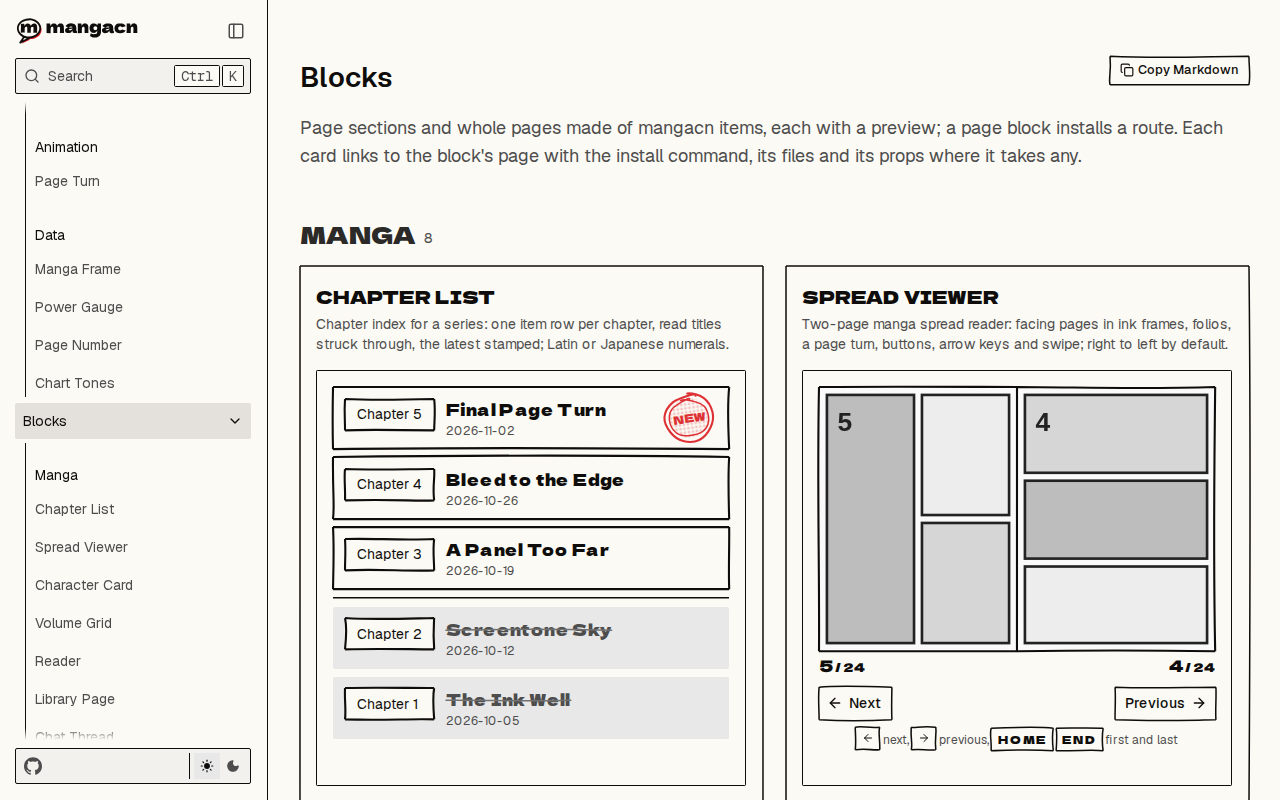 mangacn
Search
Ctrl K
Animation
Page Turn
Data
Manga Frame
Power Gauge
Page Number
Chart Tones
Blocks
Manga
Chapter List
Spread Viewer
Character Card
Volume Grid
Reader
Library Page
Chat Thread
Blocks
Copy Markdown
Page sections and whole pages made of mangacn items, each with a preview; a page block installs a route. Each
card links to the block's page with the install command, its files and its props where it takes any.
MANGA 8
CHAPTER LIST
Chapter index for a series: one item row per chapter, read titles
struck through, the latest stamped; Latin or Japanese numerals.
Chapter 5
Final Page Turn
2026-11-02
NEW
Chapter 4
Bleed to the Edge
2026-10-26
Chapter 3
A Panel Too Far
2026-10-19
Chapter 2
Screentone Sky
2026-10-12
Chapter 1
The Ink Well
2026-10-05
SPREAD VIEWER
Two-page manga spread reader: facing pages in ink frames, folios,
a page turn, buttons, arrow keys and swipe; right to left by default.
5
4
5/24
4/24
← Next
Previous →
← next, → previous, HOME END first and last